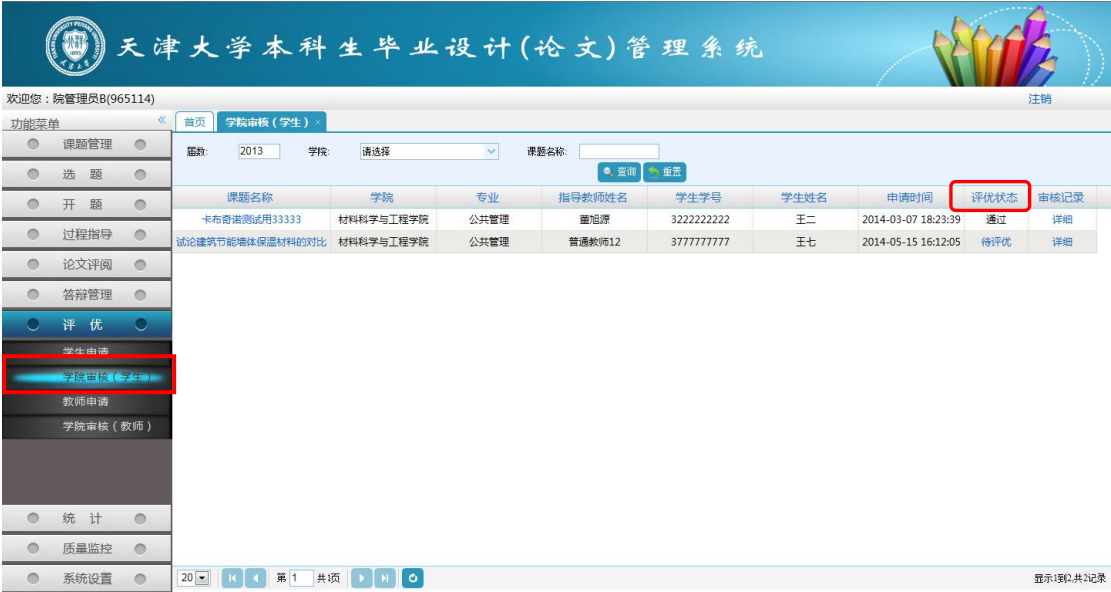 天津大学本科生毕业设计(论文)管理系统
欢迎您：院管理员B(965114) 注销
功能菜单 «
首页 学院审核（学生） ×
课题管理
选 题
开 题
过程指导
论文评阅
答辩管理
评 优
学生申请
学院审核（学生）
教师申请
学院审核（教师）
统 计
质量监控
系统设置
届数: 2013 学院: 请选择 课题名称:
查询 重置
课题名称 学院 专业 指导教师姓名 学生学号 学生姓名 申请时间 评优状态 审核记录
卡布奇诺测试用33333 材料科学与工程学院 公共管理 董旭源 3222222222 王二 2014-03-07 18:23:39 通过 详细
试论建筑节能墙体保温材料的对比 材料科学与工程学院 公共管理 普通教师12 3777777777 王七 2014-05-15 16:12:05 待评优 详细
20 第 1 共1页 显示1到2,共2记录